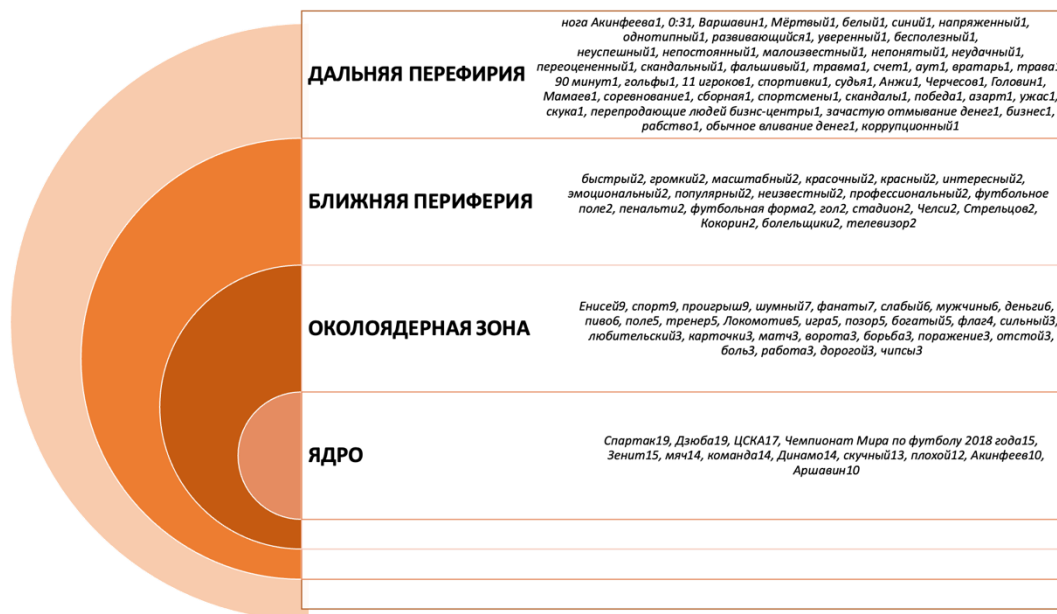 нога Акинфеева1, 0:31, Варшавин1, Мёртвый1, белый1, синий1, напряженный1,
однотипный1, развивающийся1, уверенный1, бесполезный1,
неуспешный1, непостоянный1, малоизвестный1, непонятый1, неудачный1,
переоцененный1, скандальный1, фальшивый1, травма1, счет1, аут1, вратарь1, трава1
90 минут1, гольфы1, 11 игроков1, спортивки1, судья1, Анжи1, Черчесов1, Головин1,
Мамаев1, соревнование1, сборная1, спортсмены1, скандалы1, победа1, азарт1, ужас1,
скука1, перепродающие людей бизнс-центры1, зачастую отмывание денег1, бизнес1,
рабство1, обычное вливание денег1, коррупционный1
ДАЛЬНЯЯ ПЕРЕФИРИЯ
быстрый2, громкий2, масштабный2, красочный2, красный2, интересный2,
эмоциональный2, популярный2, неизвестный2, профессиональный2, футбольное
поле2, пенальти2, футбольная форма2, гол2, стадион2, Челси2, Стрельцов2,
Кокорин2, болельщики2, телевизор2
БЛИЖНЯЯ ПЕРИФЕРИЯ
Енисей9, спорт9, проигрыш9, шумный7, фанаты7, слабый6, мужчины6, деньги6,
пиво6, поле5, тренер5, Локомотив5, игра5, позор5, богатый5, флаг4, сильный3,
любительский3, карточки3, матч3, ворота3, борьба3, поражение3, отстой3,
боль3, работа3, дорогой3, чипсы3
ОКОЛОЯДЕРНАЯ ЗОНА
Спартак19, Дзюба19, ЦСКА17, Чемпионат Мира по футболу 2018 года15,
Зенит15, мяч14, команда14, Динамо14, скучный13, плохой12, Акинфеев10,
Аршавин10
ЯДРО